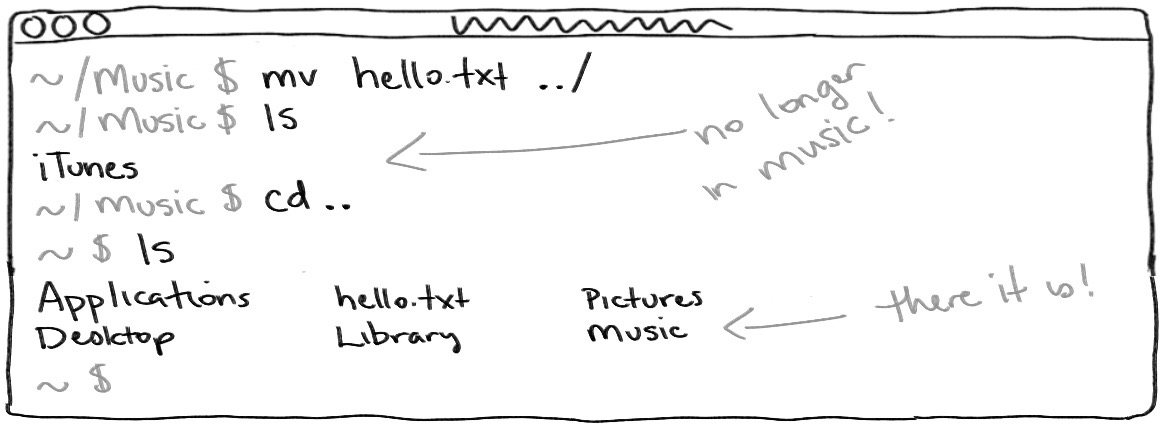 ~/Music $ mv hello.txt ../
~/Music $ ls
no longer
in music!
iTunes
~/Music $ cd ..
~ $ ls
Applications hello.txt Pictures
there it is!
Desktop Library Music
~ $